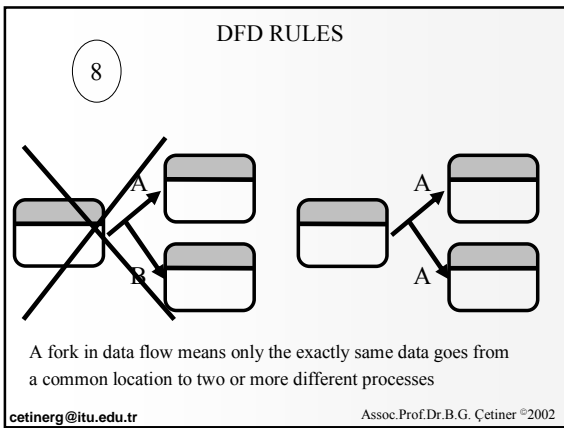 DFD RULES
8
A
B
A
A
A fork in data flow means only the exactly same data goes from
a common location to two or more different processes
cetinerg@itu.edu.tr
Assoc.Prof.Dr.B.G. Çetiner ©2002